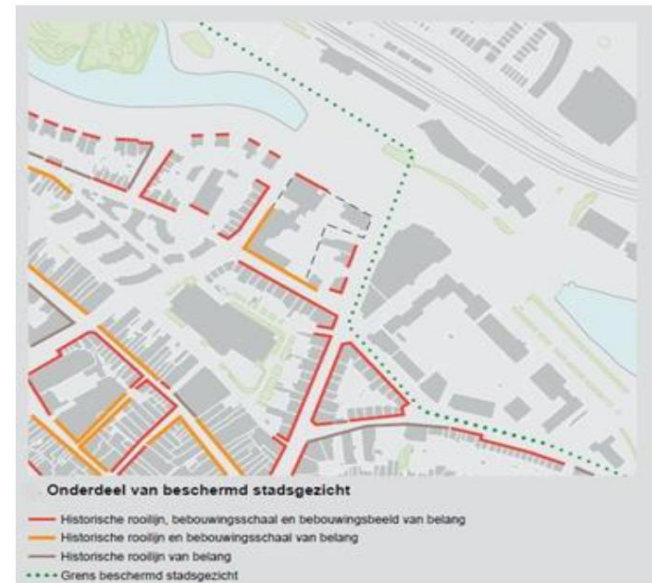 Onderdeel van beschermd stadsgezicht
Historische rooilijn, bebouwingsschaal en bebouwingsbeeld van belang
Historische rooilijn en bebouwingsschaal van belang
Historische rooilijn van belang
Grens beschermd stadsgezicht